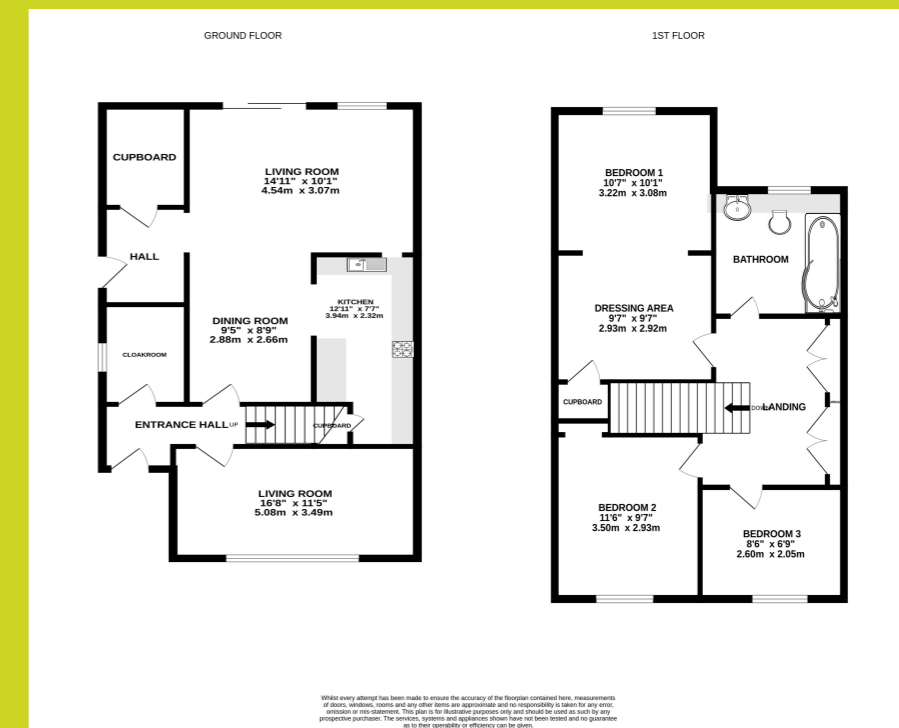 GROUND FLOOR
1ST FLOOR
CUPBOARD
LIVING ROOM
14'11" x 10'1"
4.54m x 3.07m
HALL
KITCHEN
12'11" x 7'7"
3.94m x 2.32m
DINING ROOM
9'5" x 8'9"
2.88m x 2.66m
CLOAKROOM
ENTRANCE HALL
UP
CUPBOARD
LIVING ROOM
16'8" x 11'5"
5.08m x 3.49m
BEDROOM 1
10'7" x 10'1"
3.22m x 3.08m
BATHROOM
DRESSING AREA
9'7" x 9'7"
2.93m x 2.92m
CUPBOARD
DOWN
LANDING
BEDROOM 2
11'6" x 9'7"
3.50m x 2.93m
BEDROOM 3
8'6" x 6'9"
2.60m x 2.05m
Whilst every attempt has been made to ensure the accuracy of the floorplan contained here, measurements
of doors, windows, rooms and any other items are approximate and no responsibility is taken for any error,
omission or mis-statement. This plan is for illustrative purposes only and should be used as such by any
prospective purchaser. The services, systems and appliances shown have not been tested and no guarantee
as to their operability or efficiency can be given.